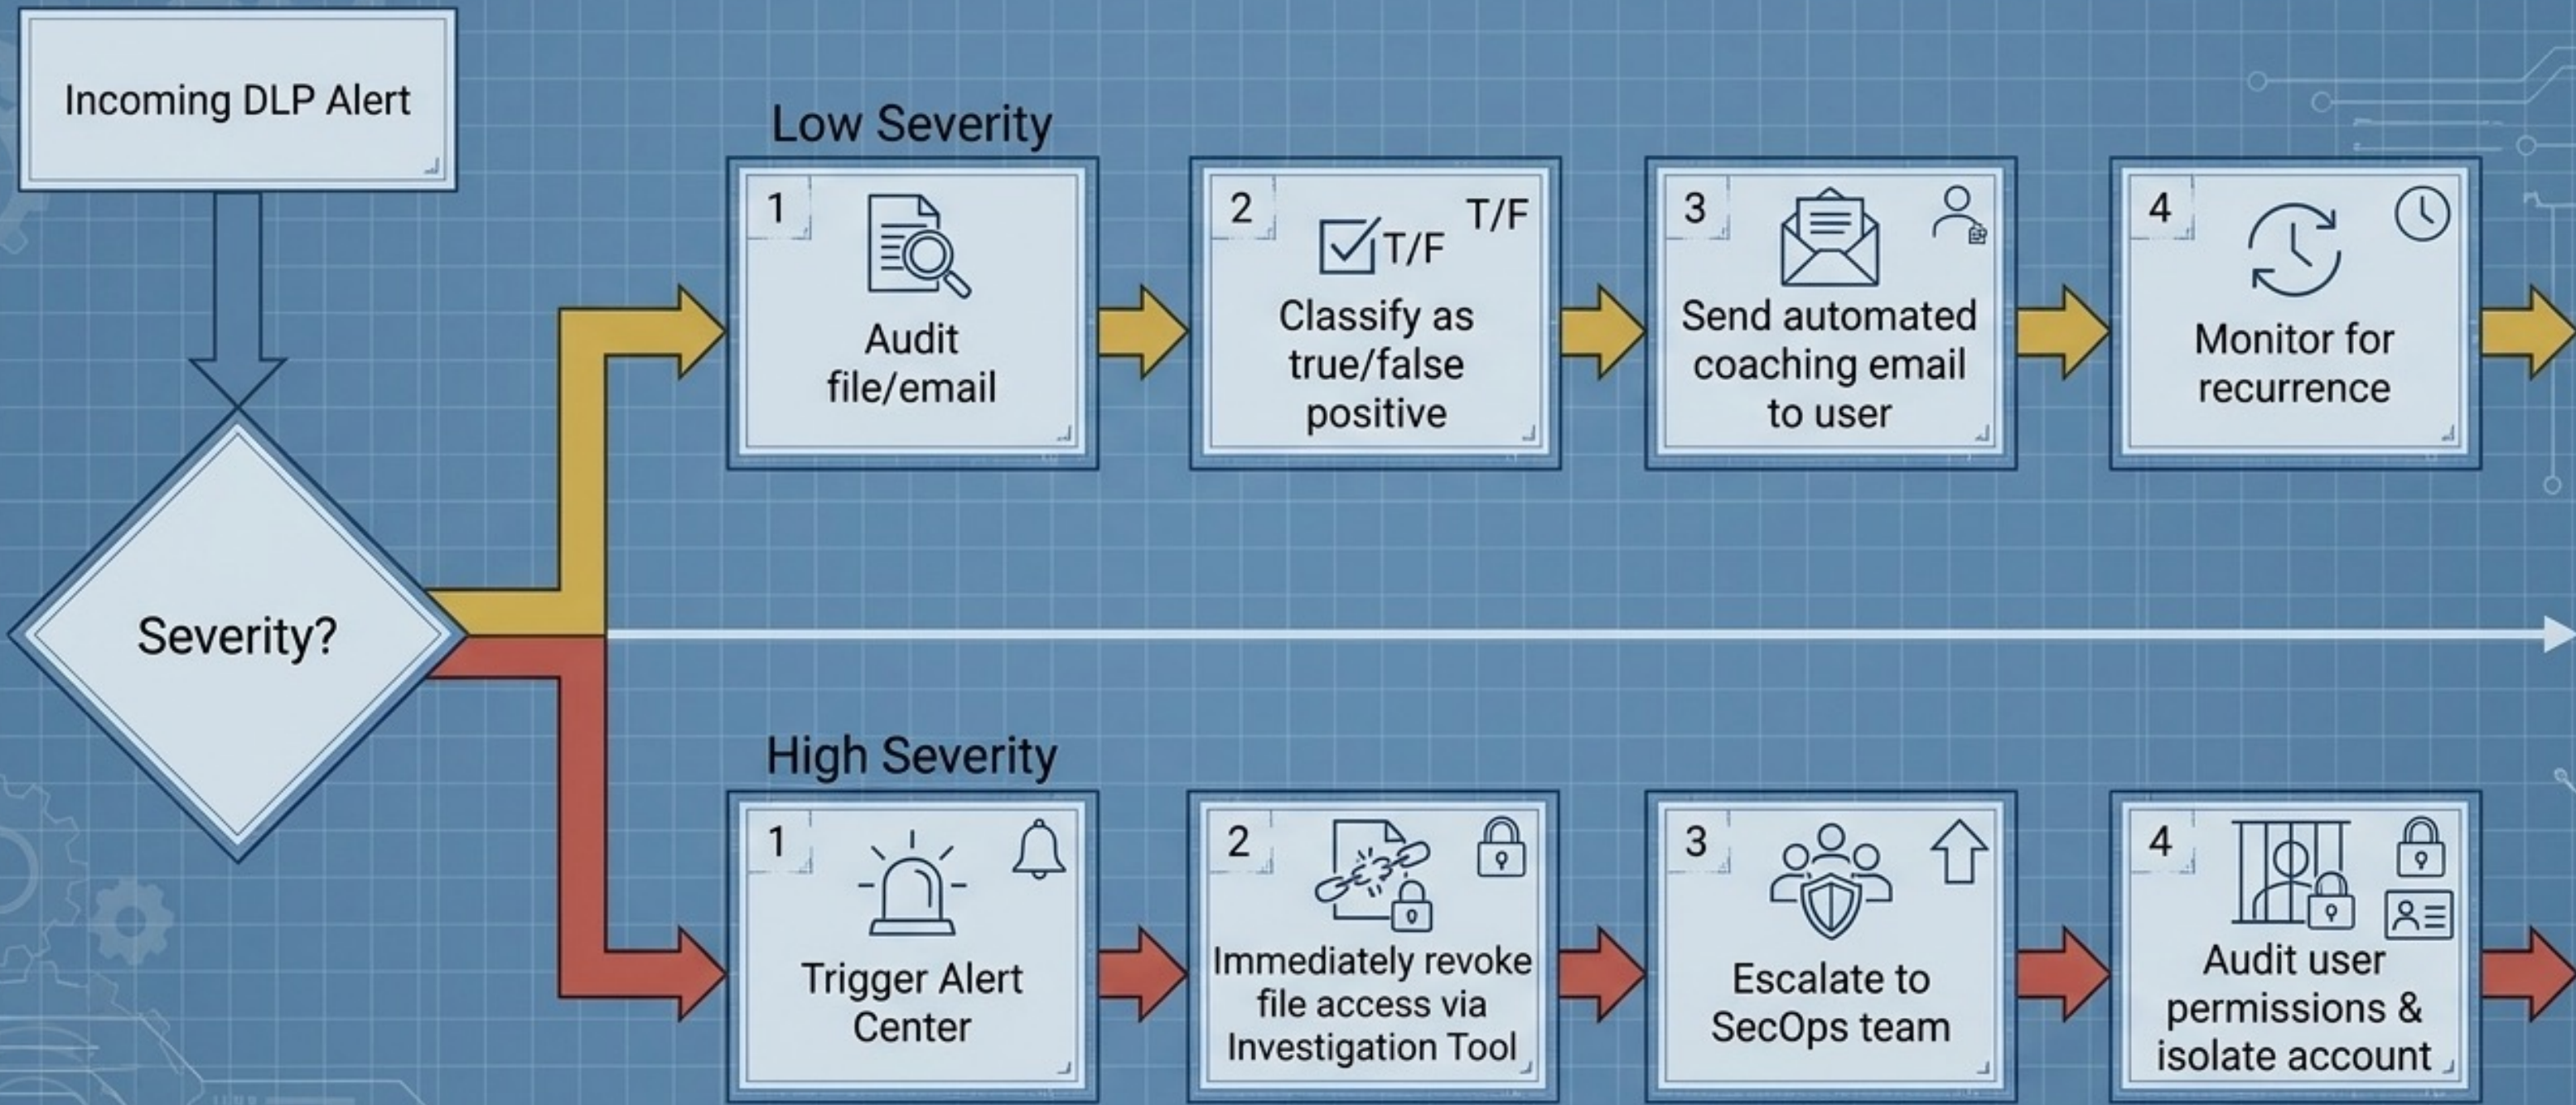 Incoming DLP Alert
Severity?
Low Severity
1
Audit
file/email
2
T/F
T/F
Classify as
true/false
positive
3
Send automated
coaching email
to user
4
Monitor for
recurrence
High Severity
1
Trigger Alert
Center
2
Immediately revoke
file access via
Investigation Tool
3
Escalate to
SecOps team
4
Audit user
permissions &
isolate account